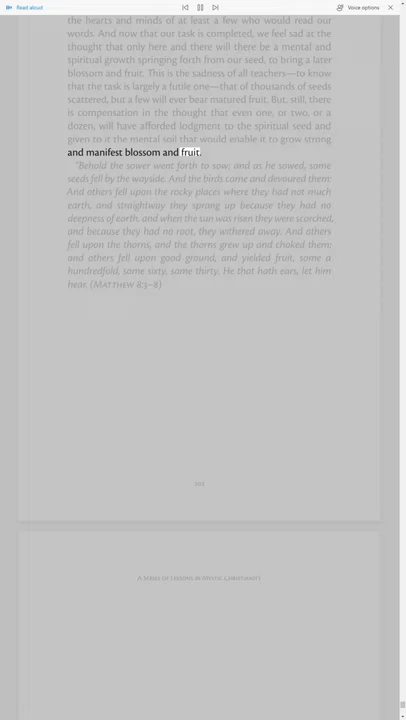 Read aloud
Voice options
the hearts and minds of at least a few who would read our
words. And now that our task is completed, we feel sad at the
thought that only here and there will there be a mental and
spiritual growth springing forth from our seed, to bring a later
blossom and fruit. This is the sadness of all teachers—to know
that the task is largely a futile one—that of thousands of seeds
scattered, but a few will ever bear matured fruit. But, still, there
is compensation in the thought that even one, or two, or a
dozen, will have afforded lodgment to the spiritual seed and
given to it the mental soil that would enable it to grow strong
and manifest blossom and fruit.
"Behold the sower went forth to sow; and as he sowed, some
seeds fell by the wayside. And the birds came and devoured them:
And others fell upon the rocky places where they had not much
earth, and straightway they sprang up because they had no
deepness of earth, and when the sun was risen they were scorched,
and because they had no root, they withered away. And others
fell upon the thorns, and the thorns grew up and choked them:
and others fell upon good ground, and yielded fruit, some a
hundredfold, some sixty, some thirty. He that hath ears, let him
hear. (Matthew
A Series of Lessons in Mystic Christianity